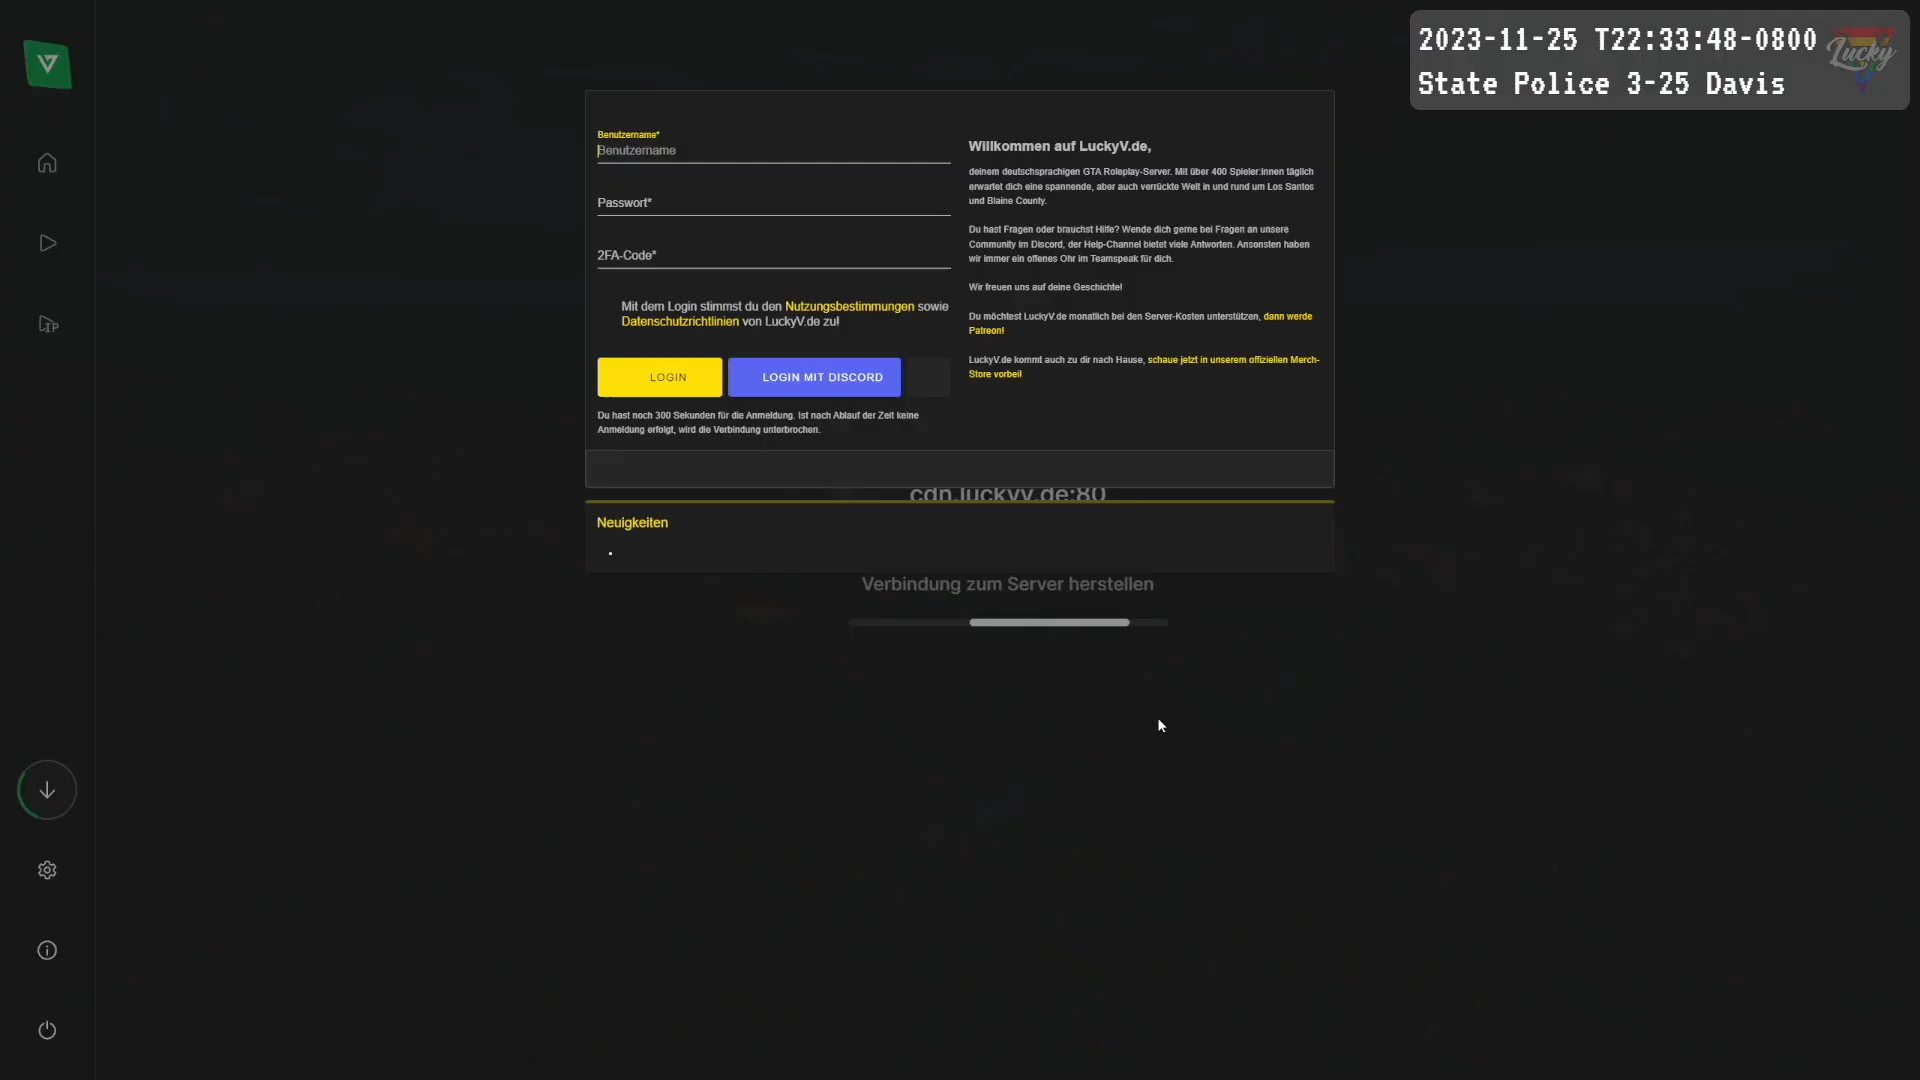 2023-11-25 T22:33:48-0800
State Police 3-25 Davis
Lucky
V
Benutzername*
Benutzername
Passwort*
2FA-Code*
Mit dem Login stimmst du den Nutzungsbestimmungen sowie
Datenschutzrichtlinien von LuckyV.de zu!
LOGIN
LOGIN MIT DISCORD
Du hast noch 300 Sekunden für die Anmeldung. Ist nach Ablauf der Zeit keine
Anmeldung erfolgt, wird die Verbindung unterbrochen.
Willkommen auf LuckyV.de,
deinem deutschsprachigen GTA Roleplay-Server. Mit über 400 Spieler:innen täglich
erwartet dich eine spannende, aber auch verrückte Welt in und rund um Los Santos
und Blaine County.
Du hast Fragen oder brauchst Hilfe? Wende dich gerne bei Fragen an unsere
Community im Discord, der Help-Channel bietet viele Antworten. Ansonsten haben
wir immer ein offenes Ohr im Teamspeak für dich.
Wir freuen uns auf deine Geschichte!
Du möchtest LuckyV.de monatlich bei den Server-Kosten unterstützen, dann werde
Patreon!
LuckyV.de kommt auch zu dir nach Hause, schaue jetzt in unserem offiziellen Merch-
Store vorbei!
cdn.luckyv.de:80
Neuigkeiten
Verbindung zum Server herstellen
IP